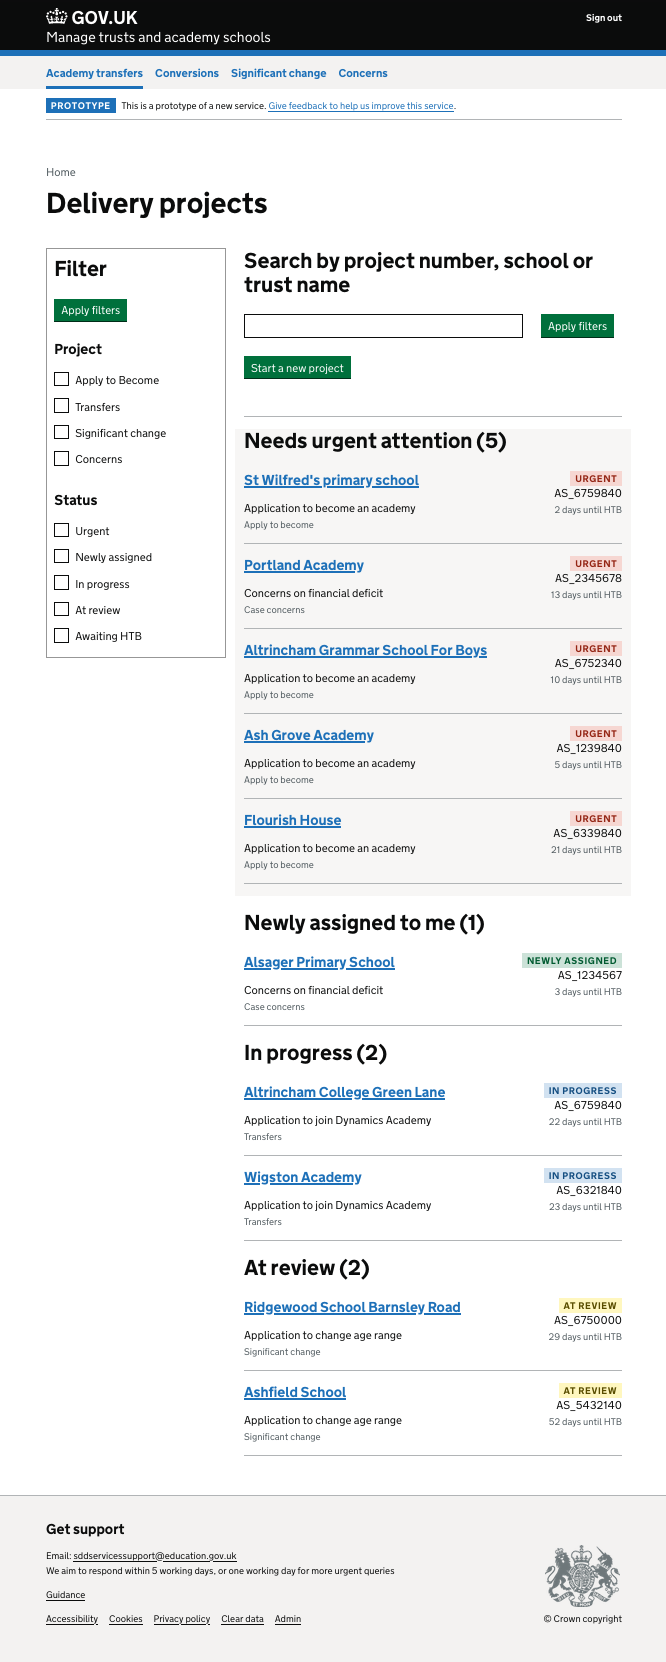 GOV.UK
Sign out
Manage trusts and academy schools
Academy transfers Conversions Significant change Concerns
PROTOTYPE This is a prototype of a new service. Give feedback to help us improve this service.
Home
Delivery projects
Filter
Apply filters
Project
Apply to Become
Transfers
Significant change
Concerns
Status
Urgent
Newly assigned
In progress
At review
Awaiting HTB
Search by project number, school or
trust name
Apply filters
Start a new project
Needs urgent attention (5)
St Wilfred's primary school URGENT
AS_6759840
Application to become an academy 2 days until HTB
Apply to become
Portland Academy URGENT
AS_2345678
Concerns on financial deficit 13 days until HTB
Case concerns
Altrincham Grammar School For Boys URGENT
AS_6752340
Application to become an academy 10 days until HTB
Apply to become
Ash Grove Academy URGENT
AS_1239840
Application to become an academy 5 days until HTB
Apply to become
Flourish House URGENT
AS_6339840
Application to become an academy 21 days until HTB
Apply to become
Newly assigned to me (1)
Alsager Primary School NEWLY ASSIGNED
AS_1234567
Concerns on financial deficit 3 days until HTB
Case concerns
In progress (2)
Altrincham College Green Lane IN PROGRESS
AS_6759840
Application to join Dynamics Academy 22 days until HTB
Transfers
Wigston Academy IN PROGRESS
AS_6321840
Application to join Dynamics Academy 23 days until HTB
Transfers
At review (2)
Ridgewood School Barnsley Road AT REVIEW
AS_6750000
Application to change age range 29 days until HTB
Significant change
Ashfield School AT REVIEW
AS_5432140
Application to change age range 52 days until HTB
Significant change
Get support
Email: sddservicessupport@education.gov.uk
We aim to respond within 5 working days, or one working day for more urgent queries
Guidance
Accessibility Cookies Privacy policy Clear data Admin
© Crown copyright